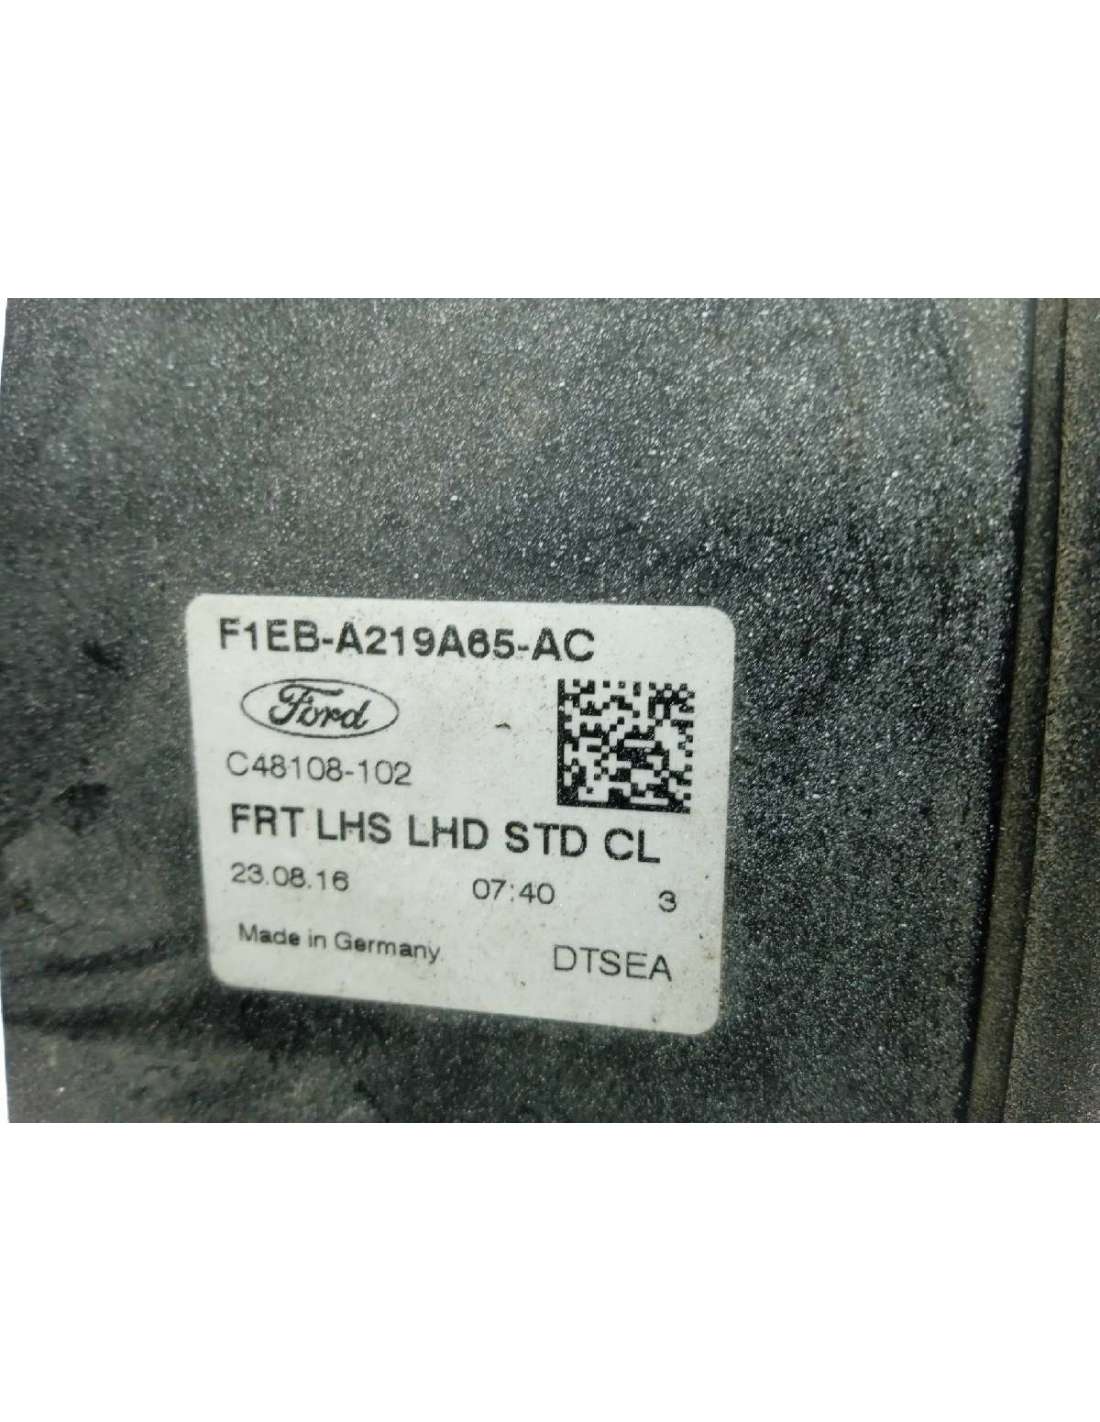 F1EB-A219A65-AC
Ford
C48108-102
FRT LHS LHD STD CL
23.08.16 07:40 3
Made in Germany DTSEA